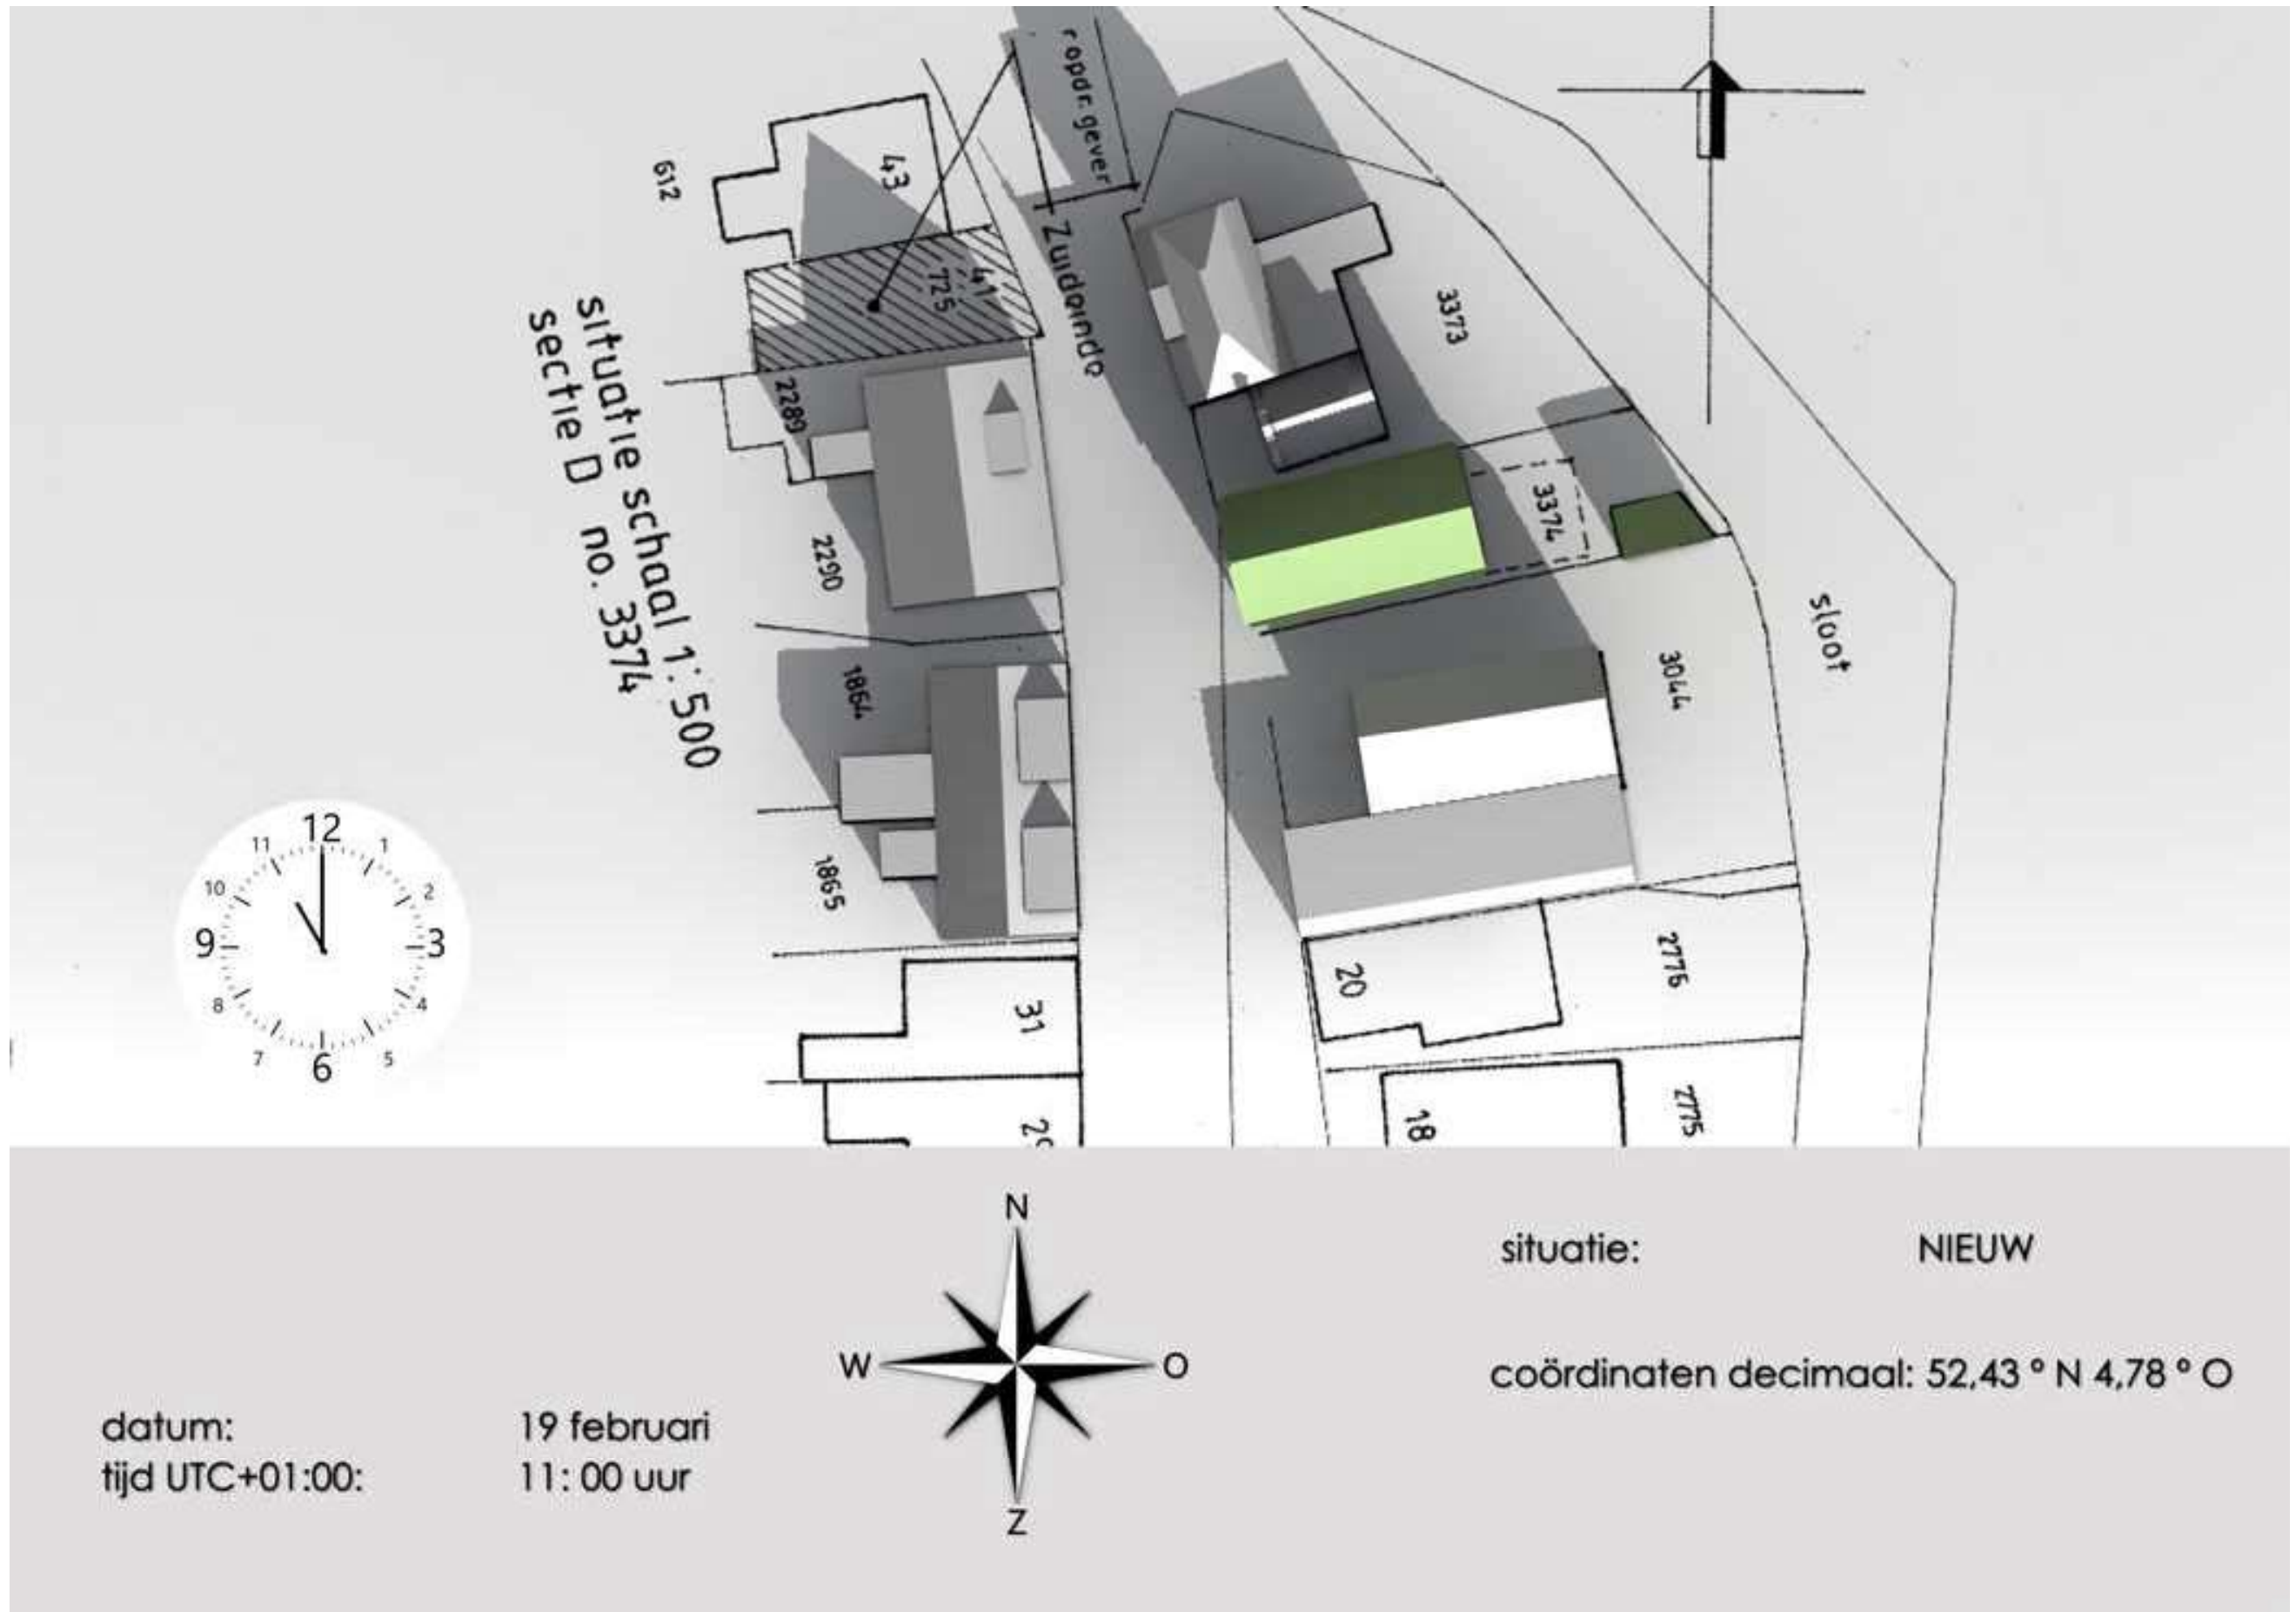 r opdr. gever
43
612
41
725
Zuideinde
3373
situatie schaal 1:500
sectie D no. 3374
2289
3374
2290
sloot
1864
3044
1865
12
11
1
10
2
9
3
8
4
7
5
6
31
20
2776
2775
18
N
W
O
Z
situatie: NIEUW
coördinaten decimaal: 52,43 º N 4,78 º O
datum: 19 februari
tijd UTC+01:00: 11: 00 uur